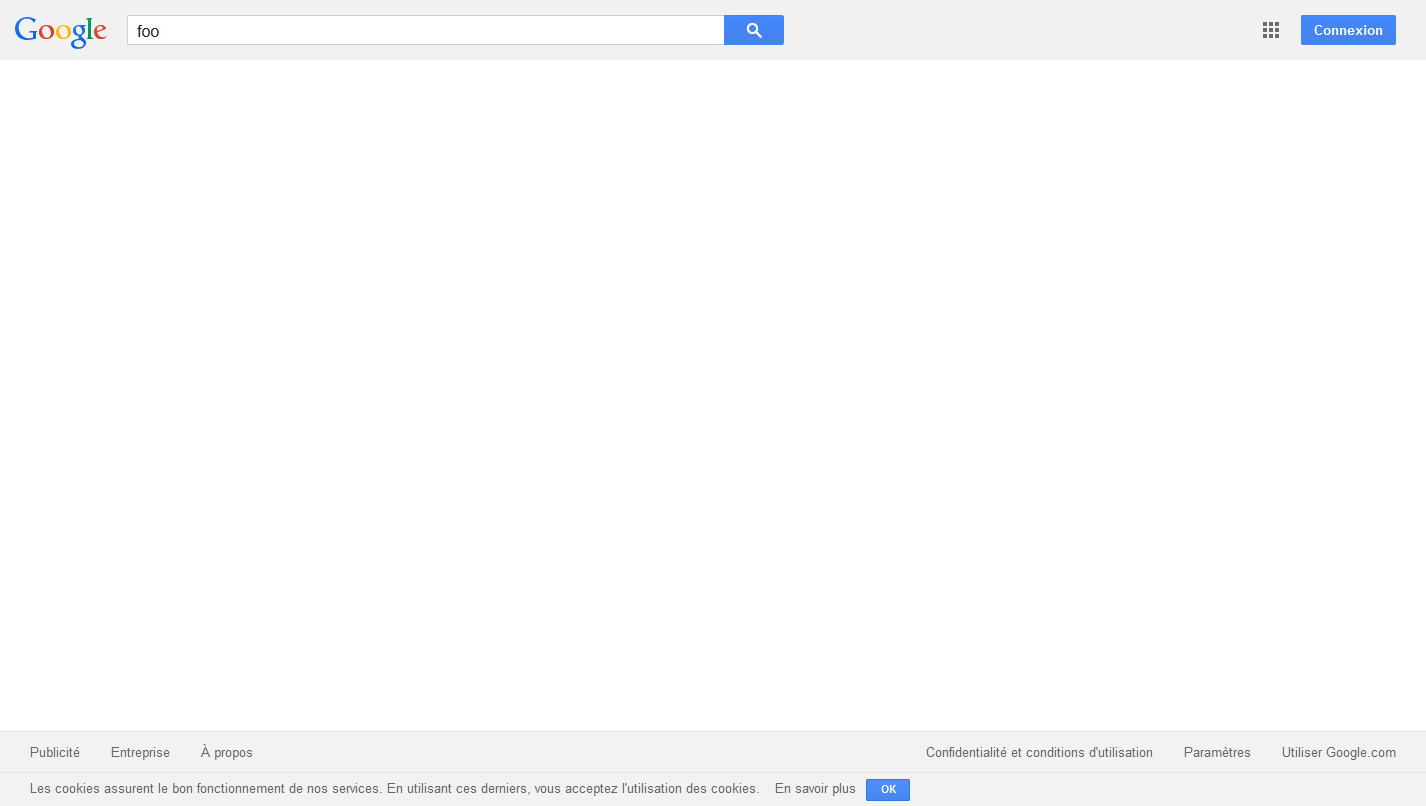 Google foo Connexion
Publicité Entreprise À propos Confidentialité et conditions d'utilisation Paramètres Utiliser Google.com
Les cookies assurent le bon fonctionnement de nos services. En utilisant ces derniers, vous acceptez l'utilisation des cookies. En savoir plus OK